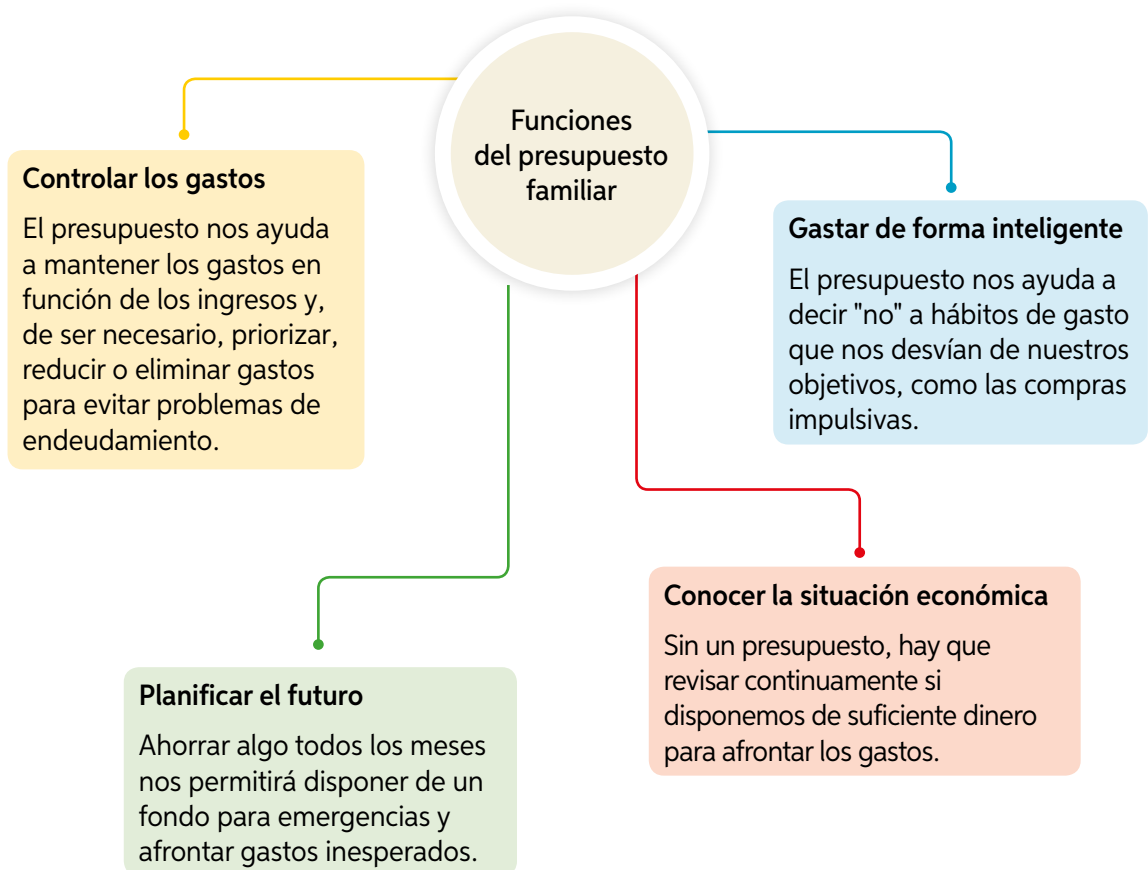 Funciones
del presupuesto
familiar
Controlar los gastos
El presupuesto nos ayuda
a mantener los gastos en
función de los ingresos y,
de ser necesario, priorizar,
reducir o eliminar gastos
para evitar problemas de
endeudamiento.
Gastar de forma inteligente
El presupuesto nos ayuda a
decir "no" a hábitos de gasto
que nos desvían de nuestros
objetivos, como las compras
impulsivas.
Conocer la situación económica
Sin un presupuesto, hay que
revisar continuamente si
disponemos de suficiente dinero
para afrontar los gastos.
Planificar el futuro
Ahorrar algo todos los meses
nos permitirá disponer de un
fondo para emergencias y
afrontar gastos inesperados.